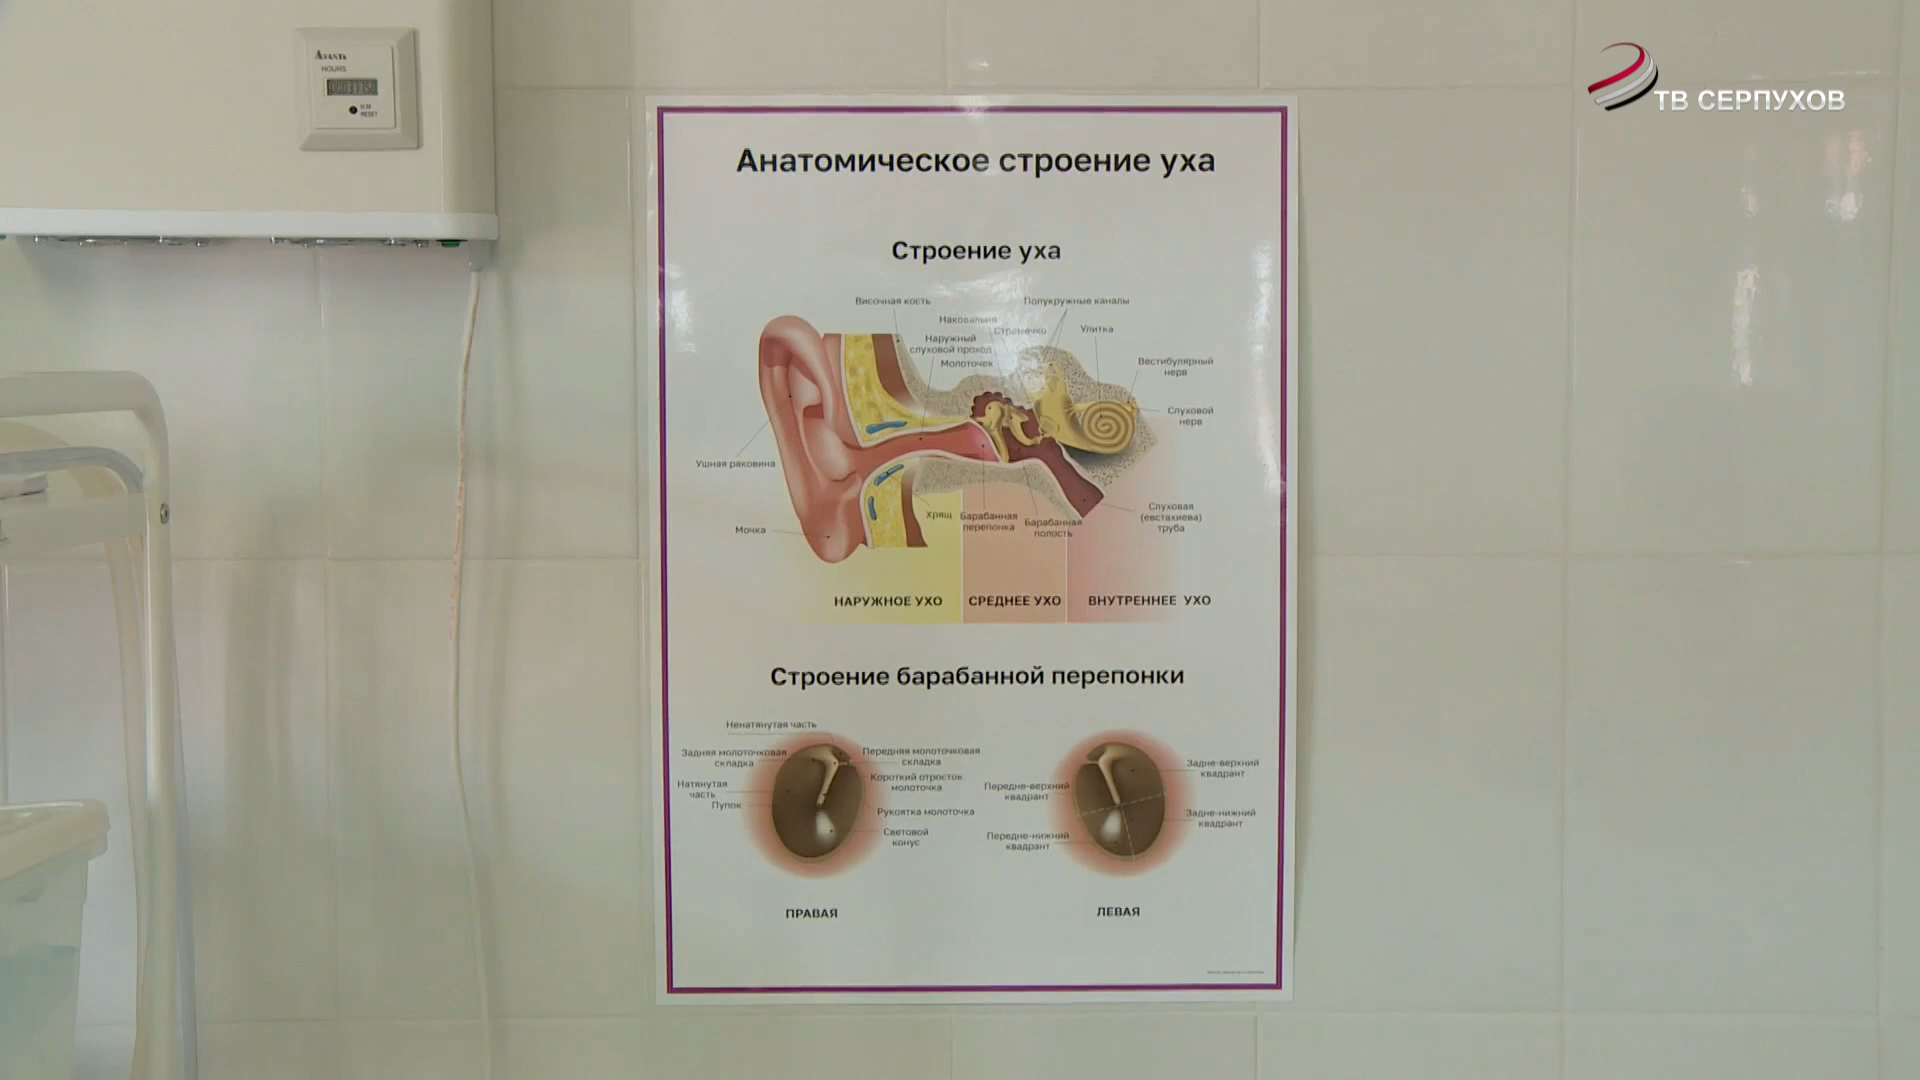 AVANTA
HOURS
H.M
RESET
ТВ СЕРПУХОВ
Анатомическое строение уха
Строение уха
Височная кость
Полукружные каналы
Наковальня
Стремечко
Улитка
Наружный
слуховой проход
Молоточек
Вестибулярный
нерв
Слуховой
нерв
Ушная раковина
Мочка
Хрящ
Барабанная
перепонка
Барабанная
полость
Слуховая
(евстахиева)
труба
НАРУЖНОЕ УХО
СРЕДНЕЕ УХО
ВНУТРЕННЕЕ УХО
Строение барабанной перепонки
Ненатянутая часть
Задняя молоточковая
складка
Натянутая
часть
Пупок
Передняя молоточковая
складка
Короткий отросток
молоточка
Рукоятка молоточка
Световой
конус
ПРАВАЯ
Передне-верхний
квадрант
Передне-нижний
квадрант
Задне-верхний
квадрант
Задне-нижний
квадрант
ЛЕВАЯ